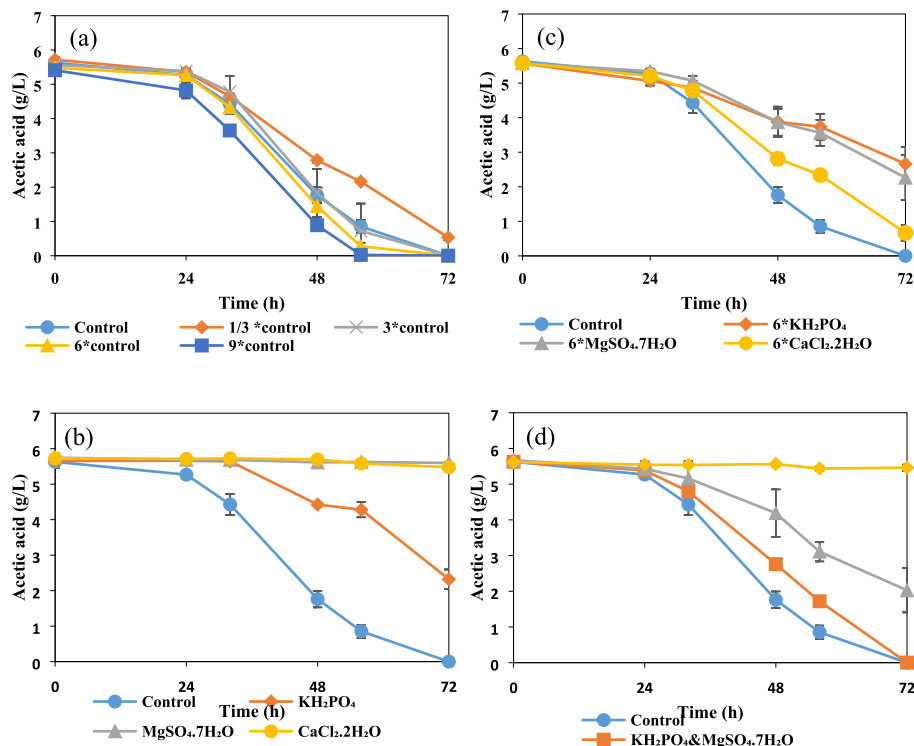 (a)
7
6
5
4
3
2
1
0
Acetic acid (g/L)
0 24 48 72
Time (h)
Control 1/3 *control 3*control
6*control 9*control
(c)
7
6
5
4
3
2
1
0
Acetic acid (g/L)
0 24 48 72
Time (h)
Control 6*KH₂PO₄
6*MgSO₄.7H₂O 6*CaCl₂.2H₂O
(b)
7
6
5
4
3
2
1
0
Acetic acid (g/L)
0 24 48 72
Time (h)
Control KH₂PO₄
MgSO₄.7H₂O CaCl₂.2H₂O
(d)
7
6
5
4
3
2
1
0
Acetic acid (g/L)
0 24 48 72
Time (h)
Control
KH₂PO₄&MgSO₄.7H₂O